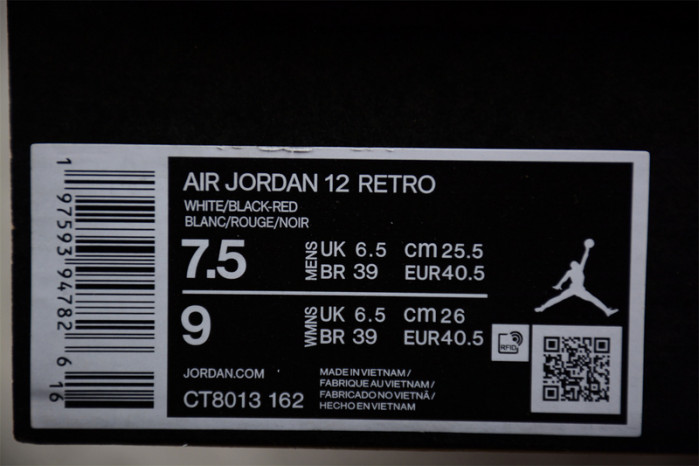 AIR JORDAN 12 RETRO
WHITE/BLACK-RED
BLANC/ROUGE/NOIR
7.5 MENS UK 6.5 cm 25.5
BR 39 EUR 40.5
9 WMNS UK 6.5 cm 26
BR 39 EUR 40.5
RFID
JORDAN.COM
CT8013 162
MADE IN VIETNAM /
FABRIQUE AU VIETNAM /
FABRICADO NO VIETNÃ /
HECHO EN VIETNAM
1 97593 94782 6 16